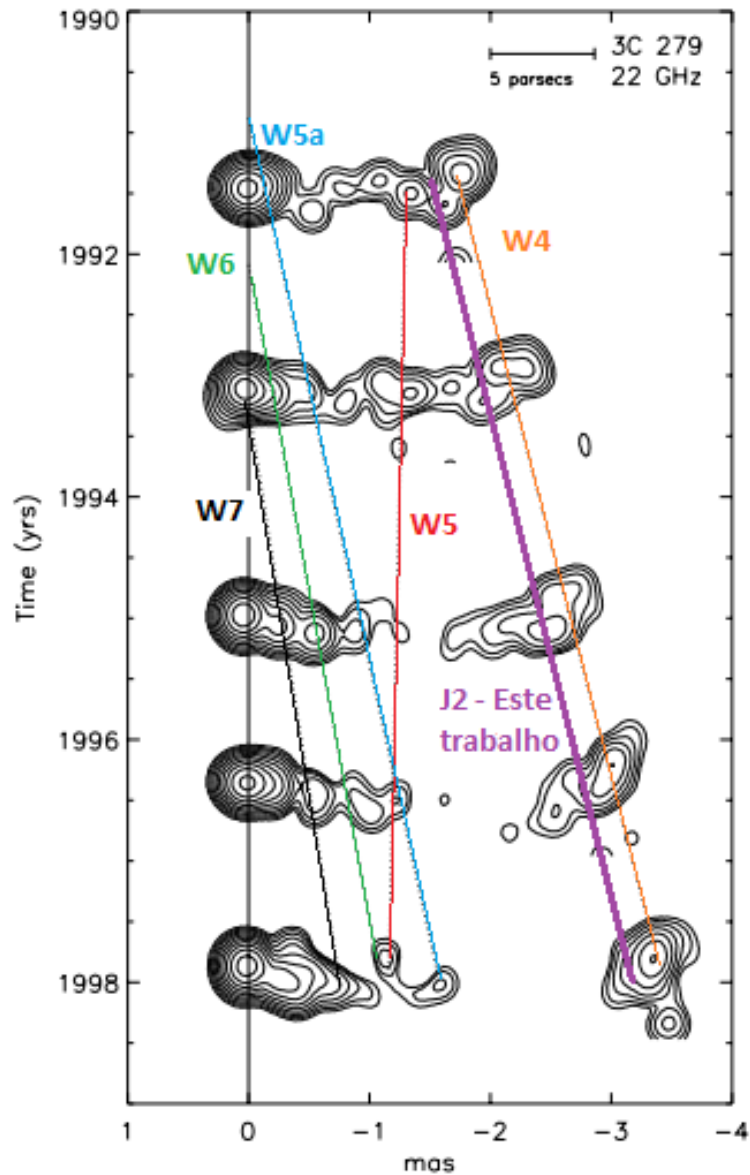 1990
3C 279
5 parsecs 22 GHz
W5a
1992
W4
W6
1994
W7
W5
Time (yrs)
J2 - Este
trabalho
1996
1998
1 0 -1 -2 -3 -4
mas